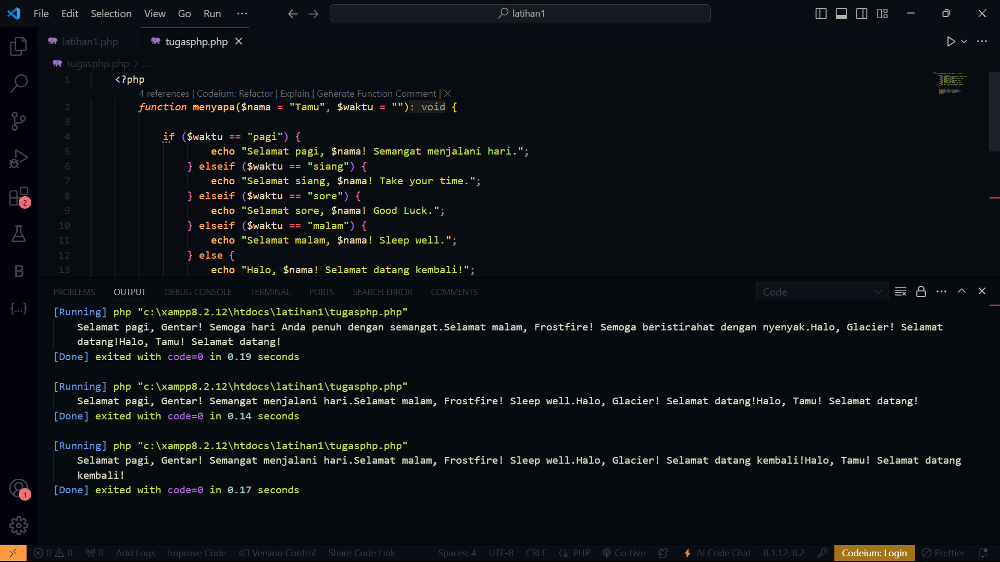 File Edit Selection View Go Run ···
latihan1
latihan1.php
tugasphp.php
tugasphp.php > ...
1 <?php
4 references | Codeium: Refactor | Explain | Generate Function Comment | ×
2 function menyapa($nama = "Tamu", $waktu = ""): void {
3
4 if ($waktu == "pagi") {
5 echo "Selamat pagi, $nama! Semangat menjalani hari.";
6 } elseif ($waktu == "siang") {
7 echo "Selamat siang, $nama! Take your time.";
8 } elseif ($waktu == "sore") {
9 echo "Selamat sore, $nama! Good Luck.";
10 } elseif ($waktu == "malam") {
11 echo "Selamat malam, $nama! Sleep well.";
12 } else {
13 echo "Halo, $nama! Selamat datang kembali!";
2
B
{...}
1
PROBLEMS OUTPUT DEBUG CONSOLE TERMINAL PORTS SEARCH ERROR COMMENTS
Code
[Running] php "c:\xampp8.2.12\htdocs\latihan1\tugasphp.php"
Selamat pagi, Gentar! Semoga hari Anda penuh dengan semangat.Selamat malam, Frostfire! Semoga beristirahat dengan nyenyak.Halo, Glacier! Selamat
datang!Halo, Tamu! Selamat datang!
[Done] exited with code=0 in 0.19 seconds
[Running] php "c:\xampp8.2.12\htdocs\latihan1\tugasphp.php"
Selamat pagi, Gentar! Semangat menjalani hari.Selamat malam, Frostfire! Sleep well.Halo, Glacier! Selamat datang!Halo, Tamu! Selamat datang!
[Done] exited with code=0 in 0.14 seconds
[Running] php "c:\xampp8.2.12\htdocs\latihan1\tugasphp.php"
Selamat pagi, Gentar! Semangat menjalani hari.Selamat malam, Frostfire! Sleep well.Halo, Glacier! Selamat datang kembali!Halo, Tamu! Selamat datang
kembali!
[Done] exited with code=0 in 0.17 seconds
0 0 0 Add Logs Improve Code Version Control Share Code Link Spaces: 4 UTF-8 CRLF {} PHP Go Live AI Code Chat 8.1.12: 8.2 Codeium: Login Prettier